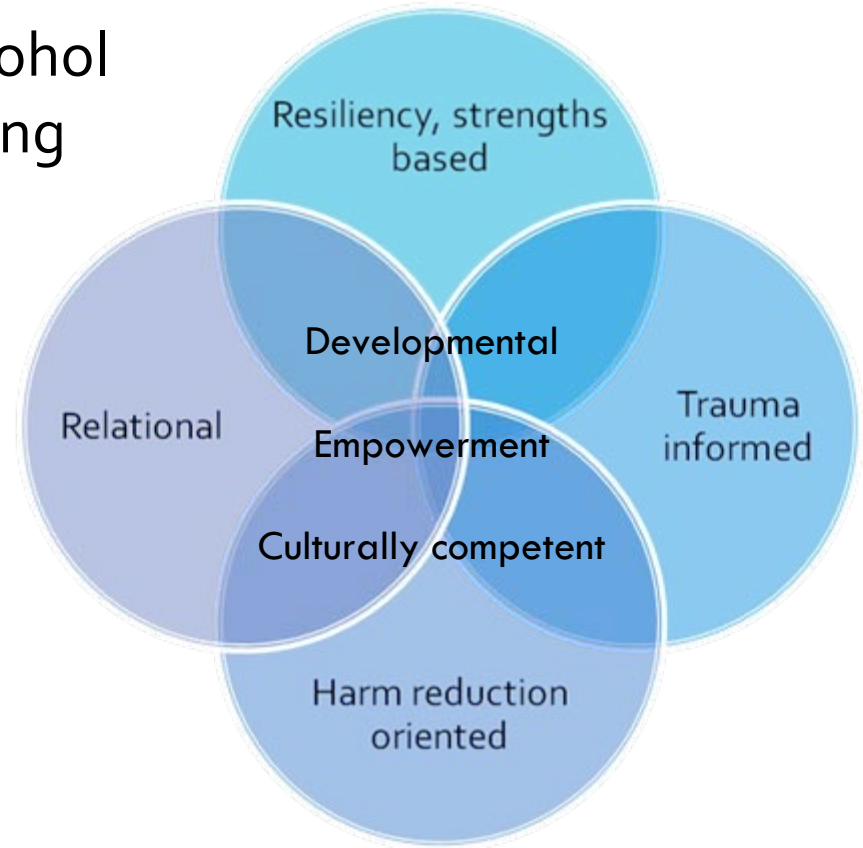 ohol
ng
Resiliency, strengths
based
Developmental
Relational
Trauma
informed
Empowerment
Culturally competent
Harm reduction
oriented